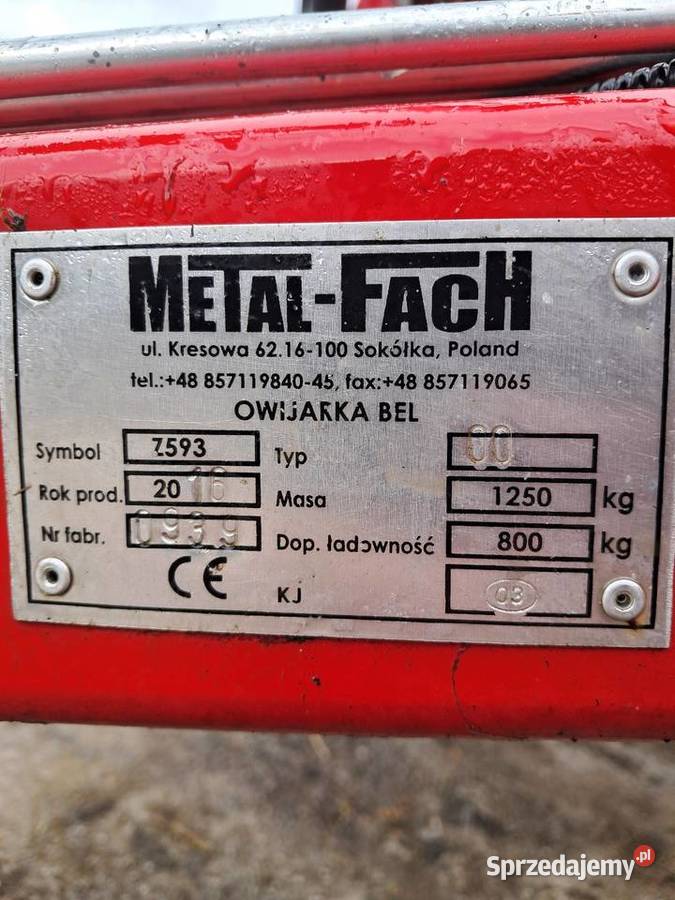 METAL-FACH
ul. Kresowa 62.16-100 Sokółka, Poland
tel.:+48 857119840-45, fax:+48 857119065
OWIJARKA BEL
Symbol Z593 Typ 00
Rok prod. 20 16 Masa 1250 kg
Nr fabr. 0939 Dop. ładowność 800 kg
CE KJ 03
Sprzedajemy.pl